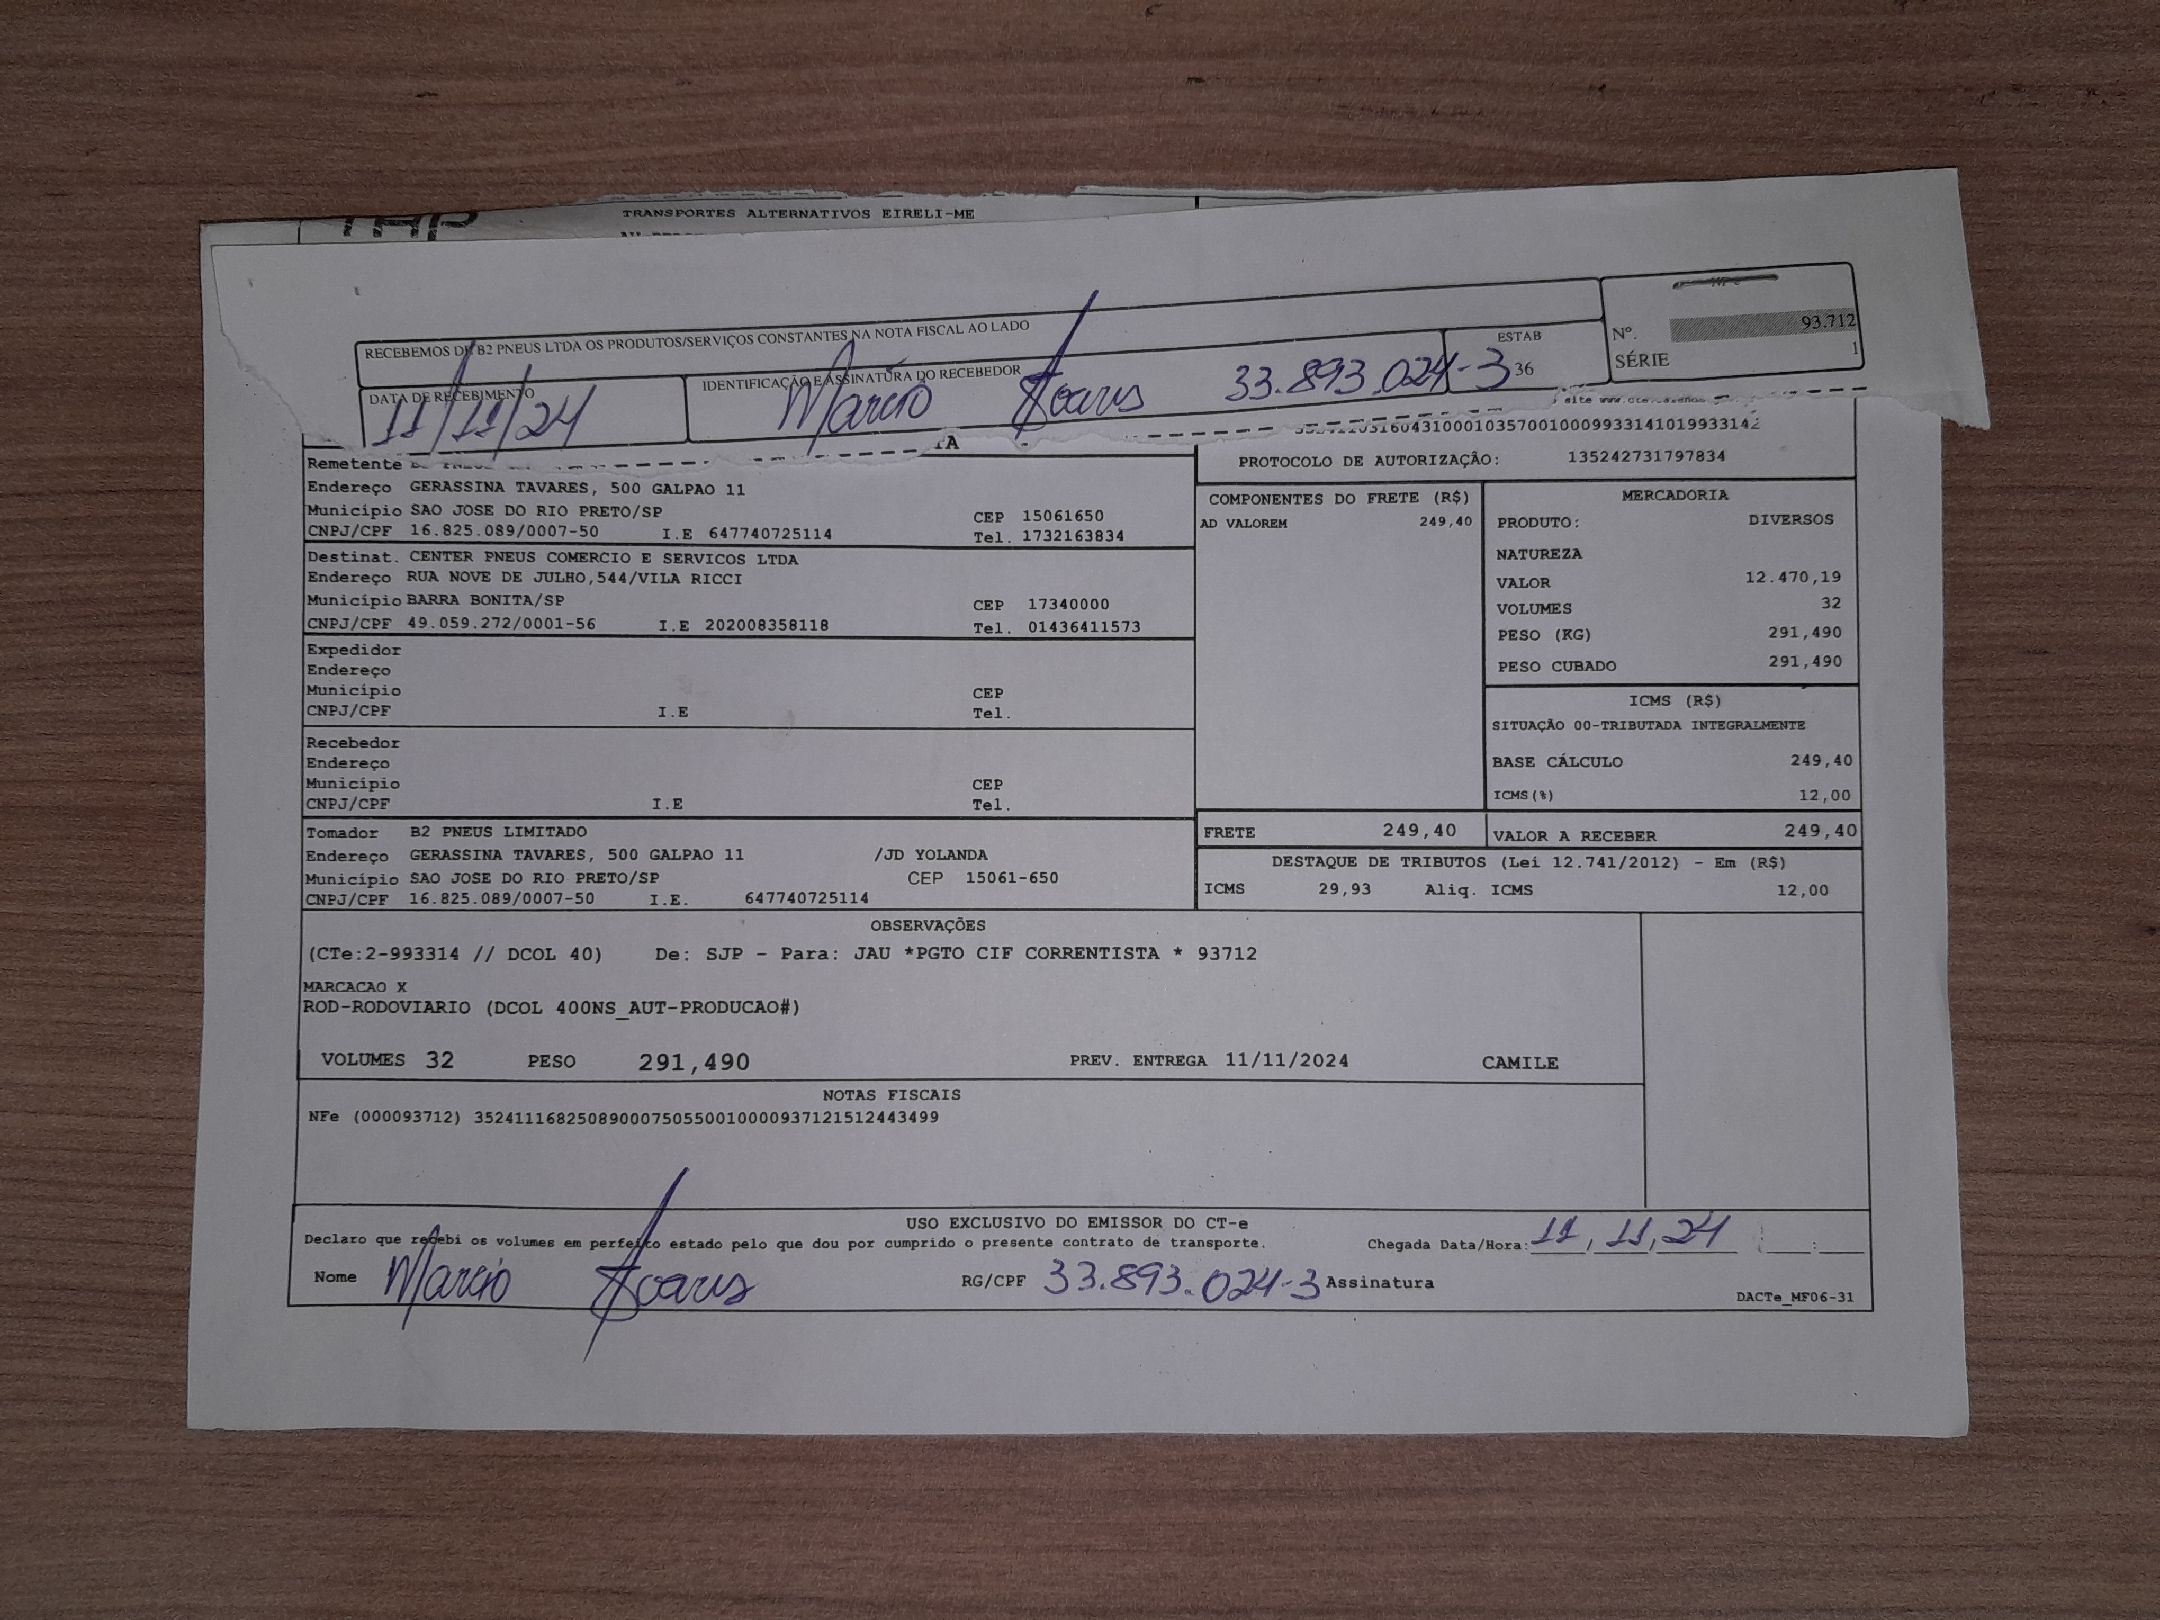 TRANSPORTES ALTERNATIVOS EIRELI-ME
RECEBEMOS DE B2 PNEUS LTDA OS PRODUTOS/SERVIÇOS CONSTANTES NA NOTA FISCAL AO LADO
Nº. 93.712
SÉRIE 1
DATA DE RECEBIMENTO
11/11/24
IDENTIFICAÇÃO E ASSINATURA DO RECEBEDOR
Marcio Soares 33.893.024-3
ESTAB
36
PROTOCOLO DE AUTORIZAÇÃO: 135242731797834
Remetente
Endereço GERASSINA TAVARES, 500 GALPAO 11
Município SAO JOSE DO RIO PRETO/SP CEP 15061650
CNPJ/CPF 16.825.089/0007-50 I.E 647740725114 Tel. 1732163834
Destinat. CENTER PNEUS COMERCIO E SERVICOS LTDA
Endereço RUA NOVE DE JULHO,544/VILA RICCI
Município BARRA BONITA/SP CEP 17340000
CNPJ/CPF 49.059.272/0001-56 I.E 202008358118 Tel. 01436411573
Expedidor
Endereço
Município CEP
CNPJ/CPF I.E Tel.
Recebedor
Endereço
Município CEP
CNPJ/CPF I.E Tel.
Tomador B2 PNEUS LIMITADO
Endereço GERASSINA TAVARES, 500 GALPAO 11 /JD YOLANDA
Município SAO JOSE DO RIO PRETO/SP CEP 15061-650
CNPJ/CPF 16.825.089/0007-50 I.E. 647740725114
COMPONENTES DO FRETE (R$)
AD VALOREM 249,40
MERCADORIA
PRODUTO: DIVERSOS
NATUREZA
VALOR 12.470,19
VOLUMES 32
PESO (KG) 291,490
PESO CUBADO 291,490
ICMS (R$)
SITUAÇÃO 00-TRIBUTADA INTEGRALMENTE
BASE CÁLCULO 249,40
ICMS(%) 12,00
FRETE 249,40 VALOR A RECEBER 249,40
DESTAQUE DE TRIBUTOS (Lei 12.741/2012) - Em (R$)
ICMS 29,93 Aliq. ICMS 12,00
OBSERVAÇÕES
(CTe:2-993314 // DCOL 40) De: SJP - Para: JAU *PGTO CIF CORRENTISTA * 93712
MARCACAO X
ROD-RODOVIARIO (DCOL 400NS_AUT-PRODUCAO#)
VOLUMES 32 PESO 291,490 PREV. ENTREGA 11/11/2024 CAMILE
NOTAS FISCAIS
NFe (000093712) 35241116825089000750550010000937121512443499
USO EXCLUSIVO DO EMISSOR DO CT-e
Declaro que recebi os volumes em perfeito estado pelo que dou por cumprido o presente contrato de transporte. Chegada Data/Hora: 11,11,24 :
Nome Marcio Soares RG/CPF 33.893.024-3 Assinatura
DACTe_MF06-31